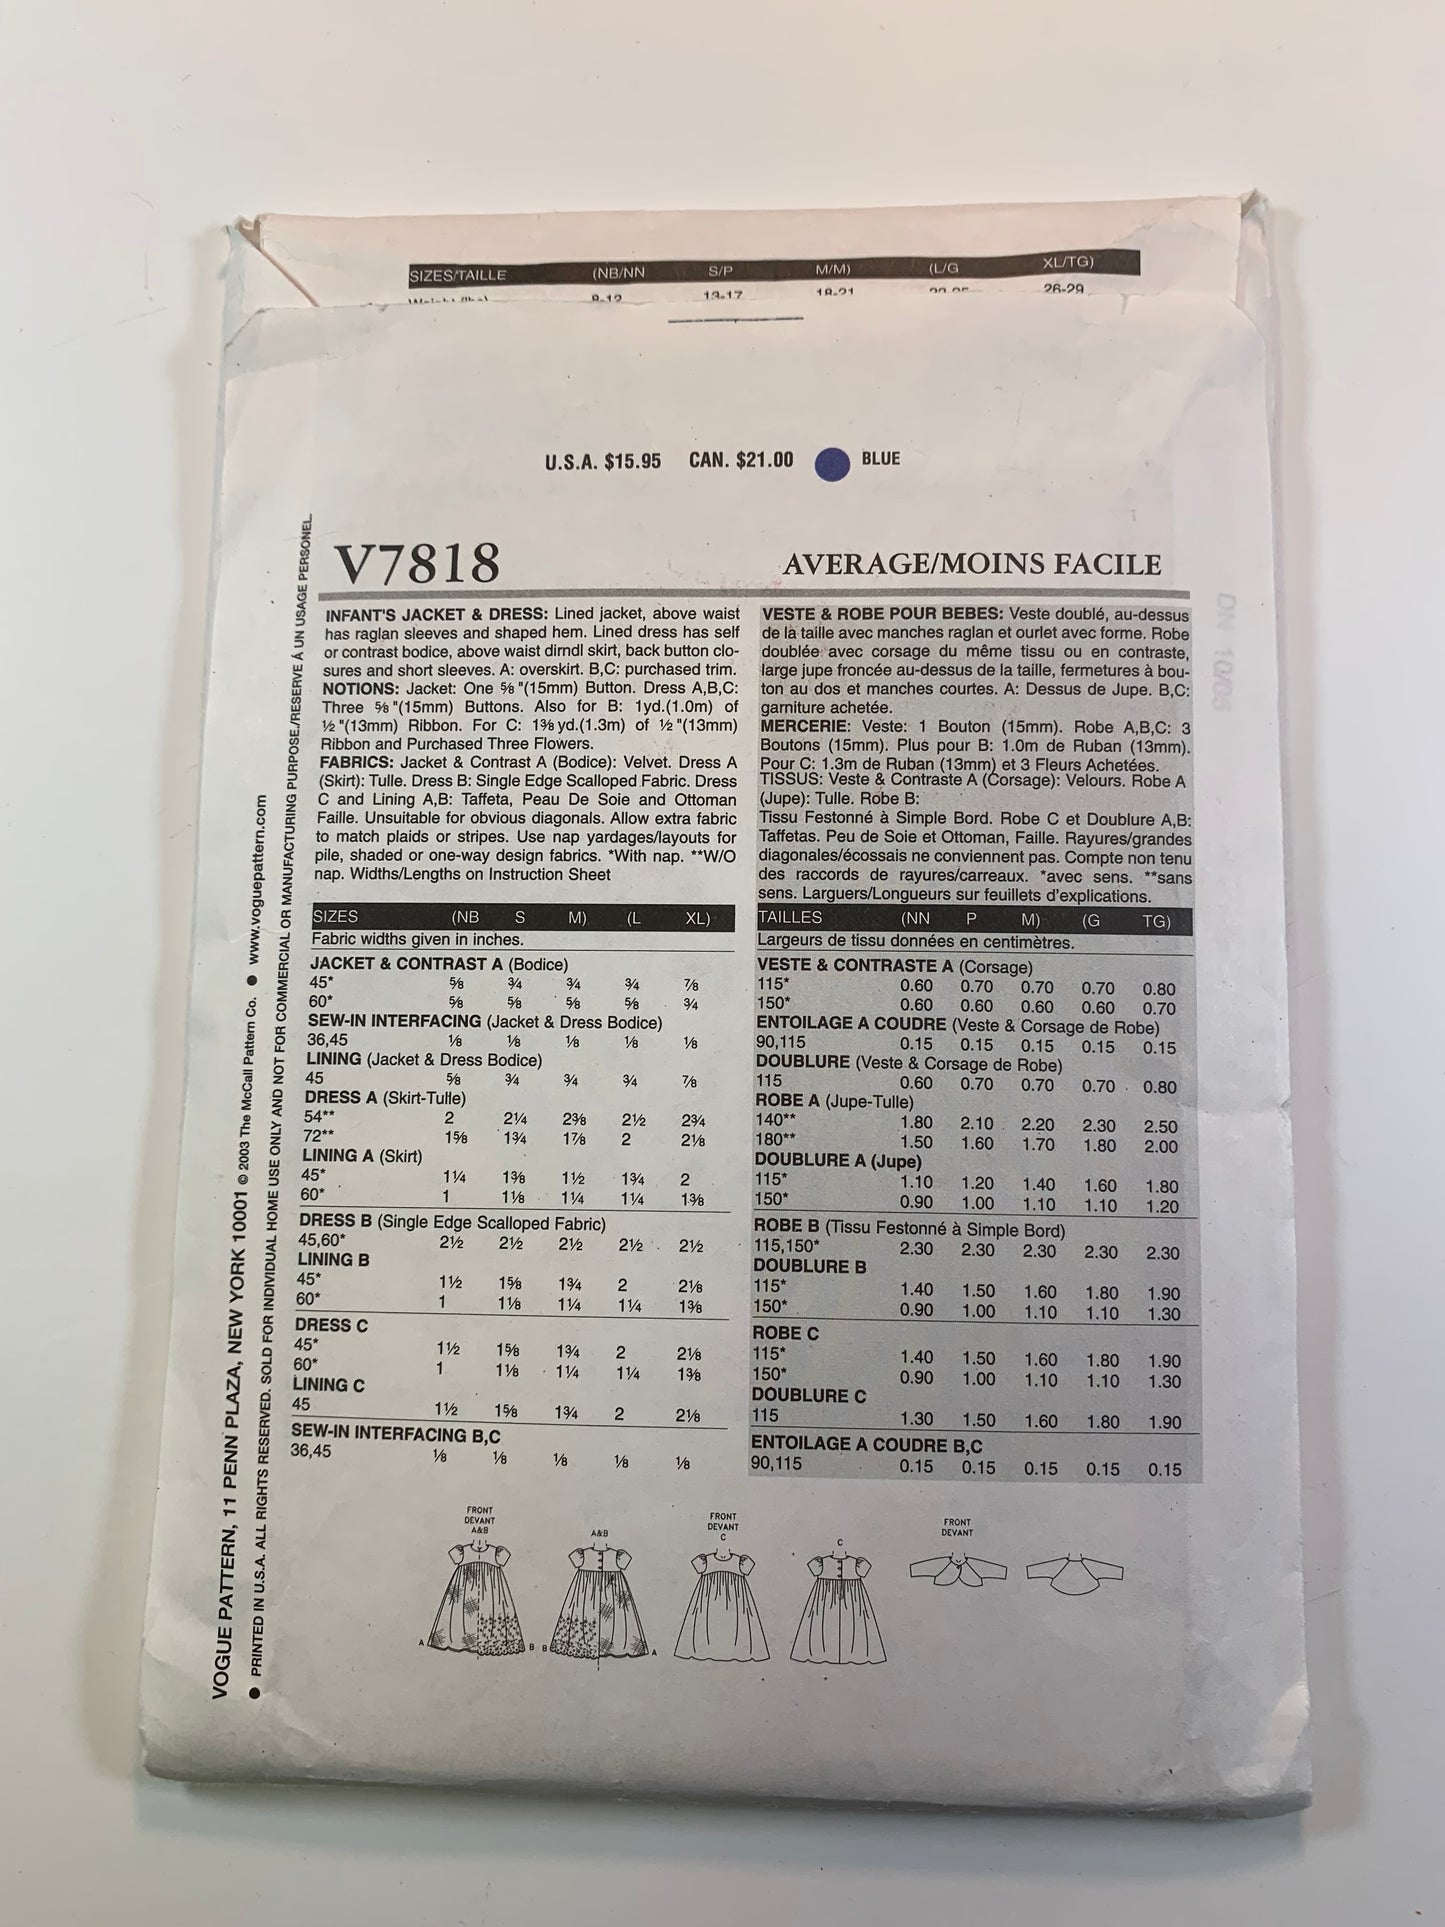 SIZES/TAILLE (NB/NN S/P M/M) (L/G XL/TG)
8-12 13-17 18-21 26-29
U.S.A. $15.95 CAN. $21.00 BLUE
V7818 AVERAGE/MOINS FACILE
INFANT'S JACKET & DRESS: Lined jacket, above waist
has raglan sleeves and shaped hem. Lined dress has self
or contrast bodice, above waist dirndl skirt, back button clo-
sures and short sleeves. A: overskirt. B,C: purchased trim.
NOTIONS: Jacket: One ⅝"(15mm) Button. Dress A,B,C:
Three ⅝"(15mm) Buttons. Also for B: 1yd.(1.0m) of
½"(13mm) Ribbon. For C: 1⅜yd.(1.3m) of ½"(13mm)
Ribbon and Purchased Three Flowers.
FABRICS: Jacket & Contrast A (Bodice): Velvet. Dress A
(Skirt): Tulle. Dress B: Single Edge Scalloped Fabric. Dress
C and Lining A,B: Taffeta, Peau De Soie and Ottoman
Faille. Unsuitable for obvious diagonals. Allow extra fabric
to match plaids or stripes. Use nap yardages/layouts for
pile, shaded or one-way design fabrics. *With nap. **W/O
nap. Widths/Lengths on Instruction Sheet
SIZES (NB S M) (L XL)
Fabric widths given in inches.
JACKET & CONTRAST A (Bodice)
45* ⅝ ¾ ¾ ¾ ⅞
60* ⅝ ⅝ ⅝ ⅝ ¾
SEW-IN INTERFACING (Jacket & Dress Bodice)
36,45 ⅛ ⅛ ⅛ ⅛ ⅛
LINING (Jacket & Dress Bodice)
45 ⅝ ¾ ¾ ¾ ⅞
DRESS A (Skirt-Tulle)
54** 2 2¼ 2⅜ 2½ 2¾
72** 1⅝ 1¾ 1⅞ 2 2⅛
LINING A (Skirt)
45* 1¼ 1⅜ 1½ 1¾ 2
60* 1 1⅛ 1¼ 1¼ 1⅜
DRESS B (Single Edge Scalloped Fabric)
45,60* 2½ 2½ 2½ 2½ 2½
LINING B
45* 1½ 1⅝ 1¾ 2 2⅛
60* 1 1⅛ 1¼ 1¼ 1⅜
DRESS C
45* 1½ 1⅝ 1¾ 2 2⅛
60* 1 1⅛ 1¼ 1¼ 1⅜
LINING C
45 1½ 1⅝ 1¾ 2 2⅛
SEW-IN INTERFACING B,C
36,45 ⅛ ⅛ ⅛ ⅛ ⅛
VESTE & ROBE POUR BEBES: Veste doublé, au-dessus
de la taille avec manches raglan et ourlet avec forme. Robe
doublée avec corsage du même tissu ou en contraste,
large jupe froncée au-dessus de la taille, fermetures à bou-
ton au dos et manches courtes. A: Dessus de Jupe. B,C:
garniture achetée.
MERCERIE: Veste: 1 Bouton (15mm). Robe A,B,C: 3
Boutons (15mm). Plus pour B: 1.0m de Ruban (13mm).
Pour C: 1.3m de Ruban (13mm) et 3 Fleurs Achetées.
TISSUS: Veste & Contraste A (Corsage): Velours. Robe A
(Jupe): Tulle. Robe B:
Tissu Festonné à Simple Bord. Robe C et Doublure A,B:
Taffetas. Peu de Soie et Ottoman, Faille. Rayures/grandes
diagonales/écossais ne conviennent pas. Compte non tenu
des raccords de rayures/carreaux. *avec sens. **sans
sens. Larguers/Longueurs sur feuillets d'explications.
TAILLES (NN P M) (G TG)
Largeurs de tissu données en centimètres.
VESTE & CONTRASTE A (Corsage)
115* 0.60 0.70 0.70 0.70 0.80
150* 0.60 0.60 0.60 0.60 0.70
ENTOILAGE A COUDRE (Veste & Corsage de Robe)
90,115 0.15 0.15 0.15 0.15 0.15
DOUBLURE (Veste & Corsage de Robe)
115 0.60 0.70 0.70 0.70 0.80
ROBE A (Jupe-Tulle)
140** 1.80 2.10 2.20 2.30 2.50
180** 1.50 1.60 1.70 1.80 2.00
DOUBLURE A (Jupe)
115* 1.10 1.20 1.40 1.60 1.80
150* 0.90 1.00 1.10 1.10 1.20
ROBE B (Tissu Festonné à Simple Bord)
115,150* 2.30 2.30 2.30 2.30 2.30
DOUBLURE B
115* 1.40 1.50 1.60 1.80 1.90
150* 0.90 1.00 1.10 1.10 1.30
ROBE C
115* 1.40 1.50 1.60 1.80 1.90
150* 0.90 1.00 1.10 1.10 1.30
DOUBLURE C
115 1.30 1.50 1.60 1.80 1.90
ENTOILAGE A COUDRE B,C
90,115 0.15 0.15 0.15 0.15 0.15
FRONT
DEVANT
A&B
A B
A&B
B A
FRONT
DEVANT
C
C
FRONT
DEVANT
VOGUE PATTERN, 11 PENN PLAZA, NEW YORK 10001 © 2003 The McCall Pattern Co. ● www.voguepattern.com
● PRINTED IN U.S.A. ALL RIGHTS RESERVED. SOLD FOR INDIVIDUAL HOME USE ONLY AND NOT FOR COMMERCIAL OR MANUFACTURING PURPOSE./RESERVE À UN USAGE PERSONEL.